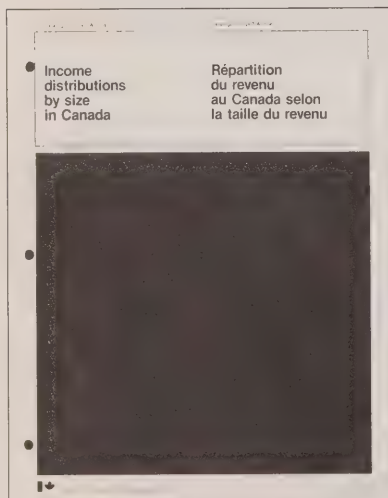 Income
distributions
by size
in Canada
Répartition
du revenu
au Canada selon
la taille du revenu